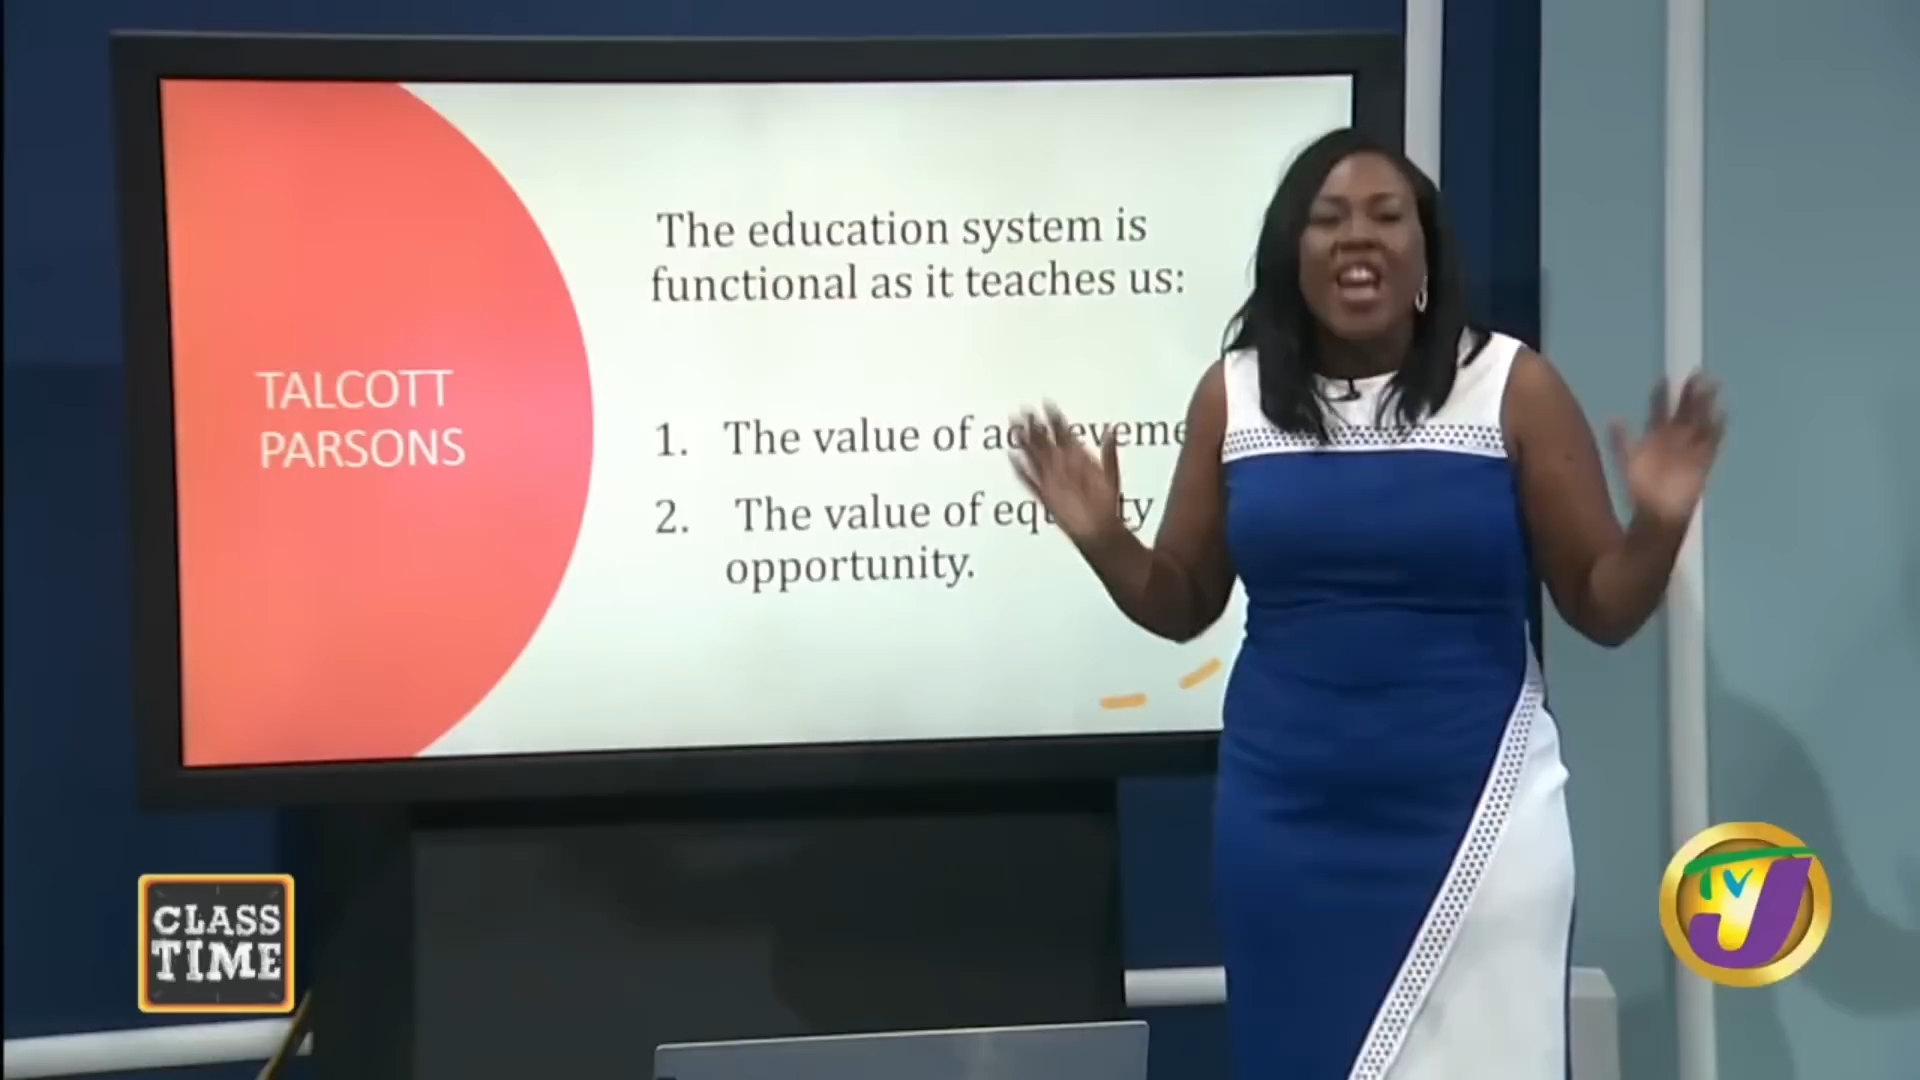 The education system is
functional as it teaches us:
TALCOTT
PARSONS
1. The value of
2. The value of
opportunity.
CLASS
TIME
TVJ